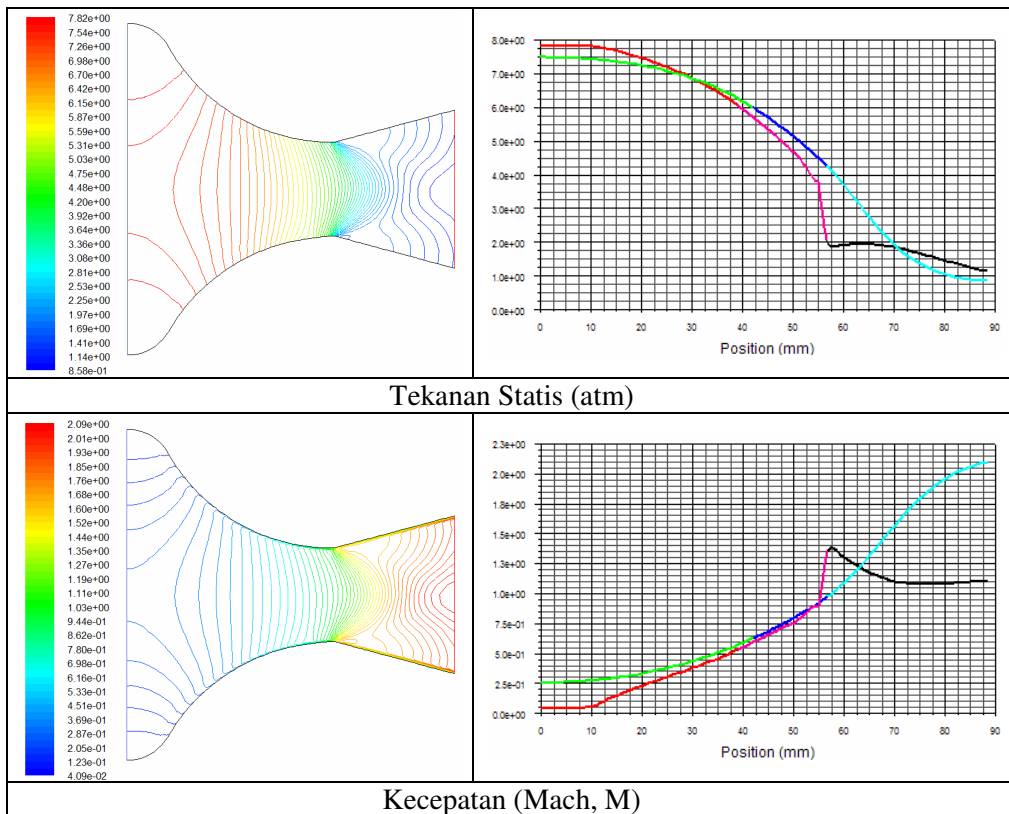 7.82e+00
7.54e+00
7.26e+00
6.98e+00
6.70e+00
6.42e+00
6.15e+00
5.87e+00
5.59e+00
5.31e+00
5.03e+00
4.75e+00
4.48e+00
4.20e+00
3.92e+00
3.64e+00
3.36e+00
3.08e+00
2.81e+00
2.53e+00
2.25e+00
1.97e+00
1.69e+00
1.41e+00
1.14e+00
8.58e-01
8.0e+00
7.0e+00
6.0e+00
5.0e+00
4.0e+00
3.0e+00
2.0e+00
1.0e+00
0.0e+00
0 10 20 30 40 50 60 70 80 90
Position (mm)
Tekanan Statis (atm)
2.09e+00
2.01e+00
1.93e+00
1.85e+00
1.76e+00
1.68e+00
1.60e+00
1.52e+00
1.44e+00
1.35e+00
1.27e+00
1.19e+00
1.11e+00
1.03e+00
9.44e-01
8.62e-01
7.80e-01
6.98e-01
6.16e-01
5.33e-01
4.51e-01
3.69e-01
2.87e-01
2.05e-01
1.23e-01
4.09e-02
2.3e+00
2.0e+00
1.8e+00
1.5e+00
1.3e+00
1.0e+00
7.5e-01
5.0e-01
2.5e-01
0.0e+00
0 10 20 30 40 50 60 70 80 90
Position (mm)
Kecepatan (Mach, M)